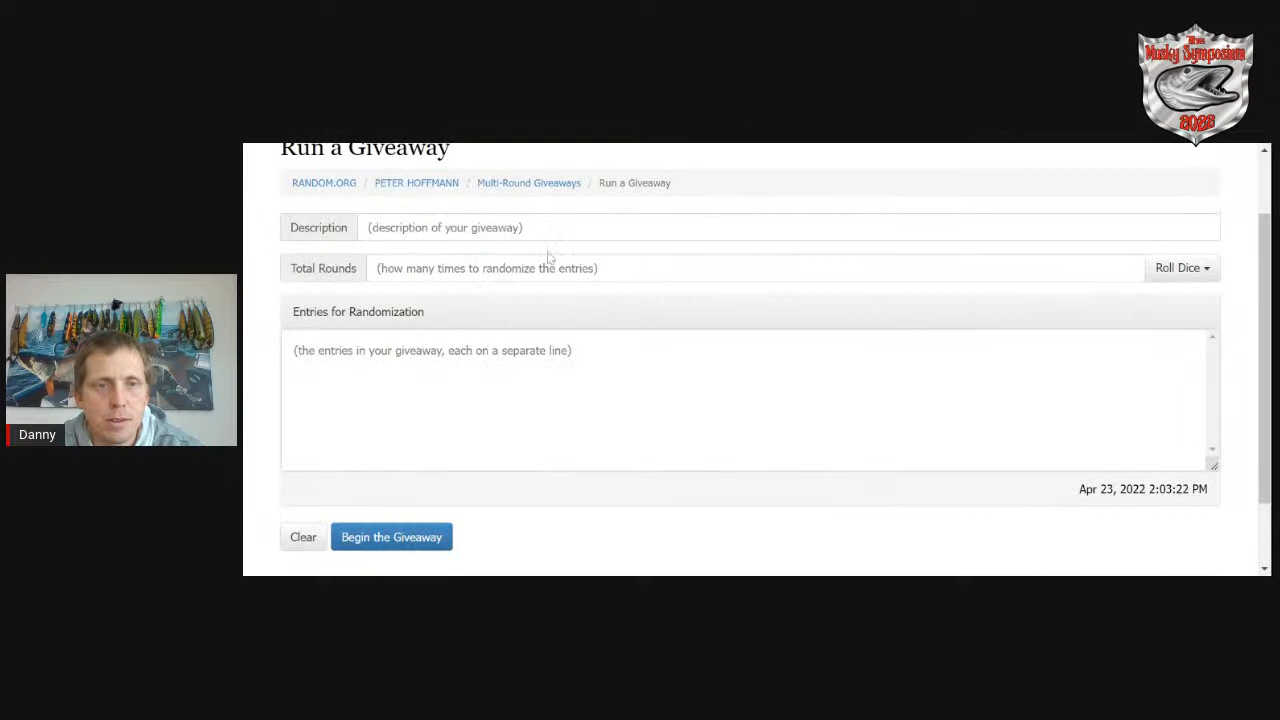 The
Musky Symposium
2022
Run a Giveaway
RANDOM.ORG / PETER HOFFMANN / Multi-Round Giveaways / Run a Giveaway
Description (description of your giveaway)
Total Rounds (how many times to randomize the entries) Roll Dice
Entries for Randomization
(the entries in your giveaway, each on a separate line)
Danny
Apr 23, 2022 2:03:22 PM
Clear Begin the Giveaway